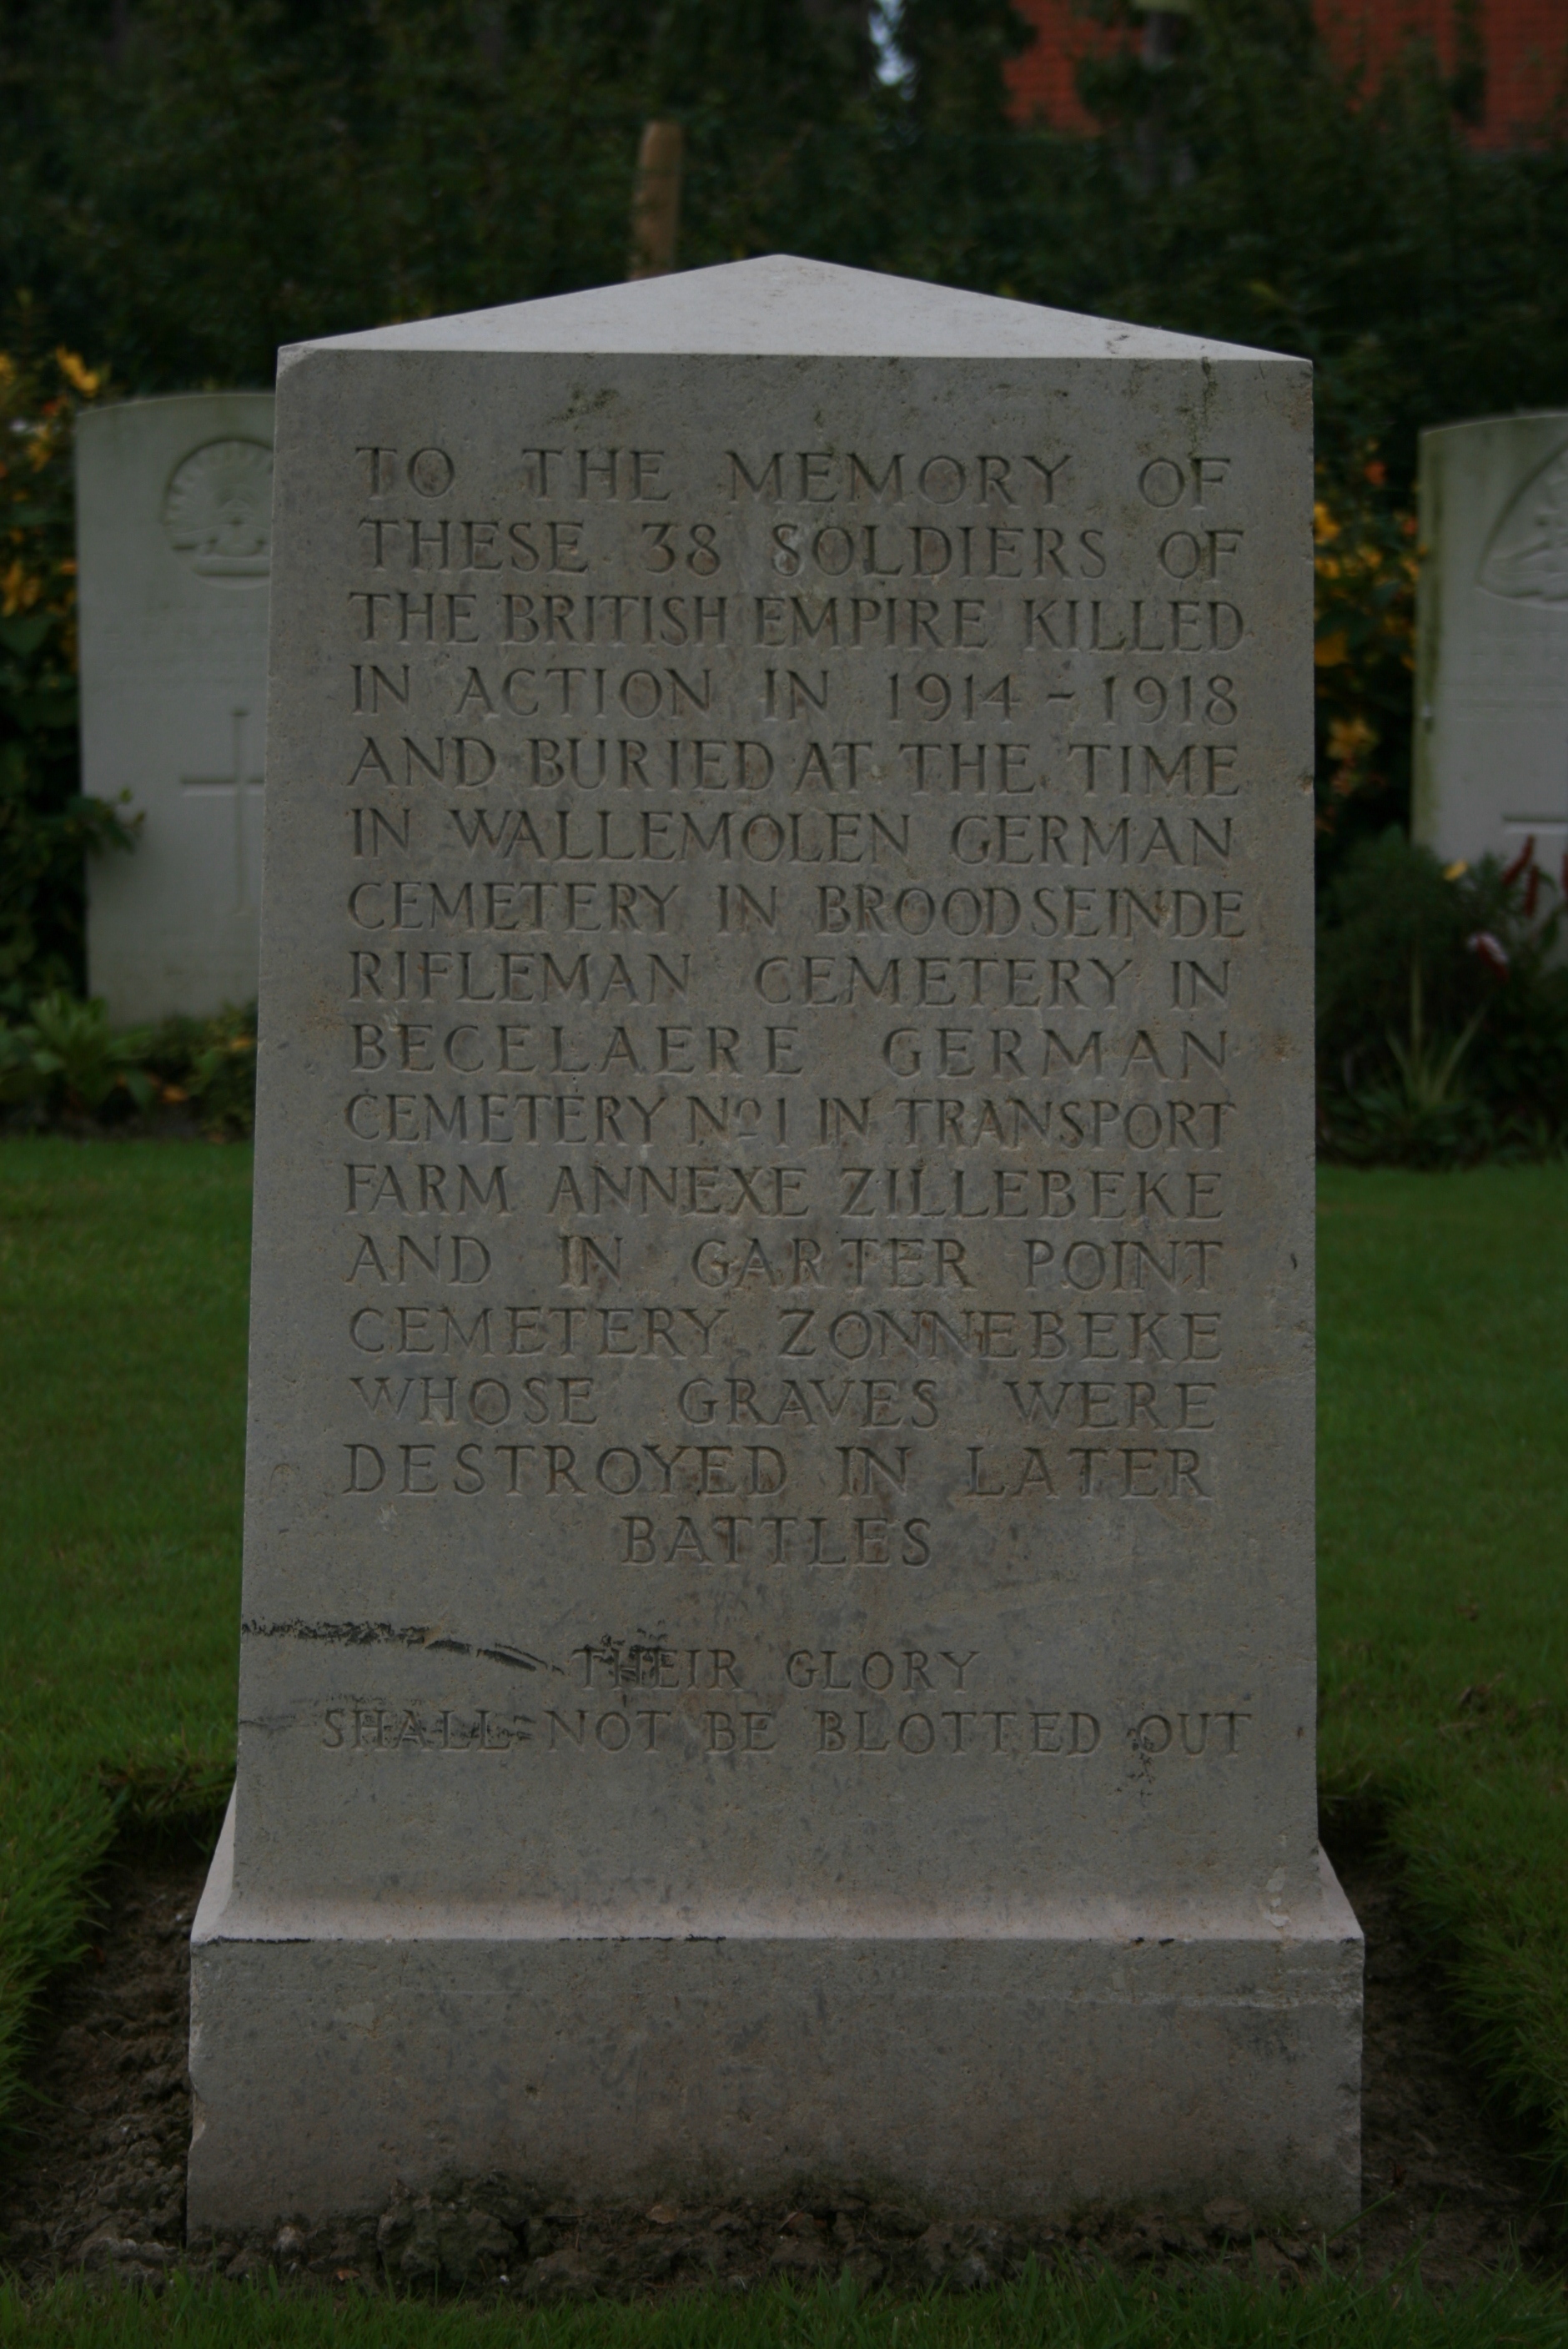 TO THE MEMORY OF
THESE 38 SOLDIERS OF
THE BRITISH EMPIRE KILLED
IN ACTION IN 1914 - 1918
AND BURIED AT THE TIME
IN WALLEMOLEN GERMAN
CEMETERY IN BROODSEINDE
RIFLEMAN CEMETERY IN
BECELAERE GERMAN
CEMETERY Nº 1 IN TRANSPORT
FARM ANNEXE ZILLEBEKE
AND IN GARTER POINT
CEMETERY ZONNEBEKE
WHOSE GRAVES WERE
DESTROYED IN LATER
BATTLES
THEIR GLORY
SHALL NOT BE BLOTTED OUT